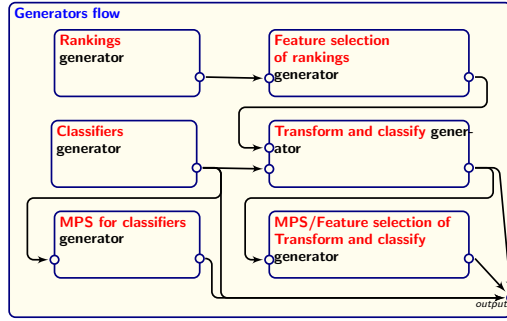 Generators flow
Rankings
generator
Feature selection
of rankings
generator
Classifiers
generator
Transform and classify gener-
ator
MPS for classifiers
generator
MPS/Feature selection of
Transform and classify
generator
output